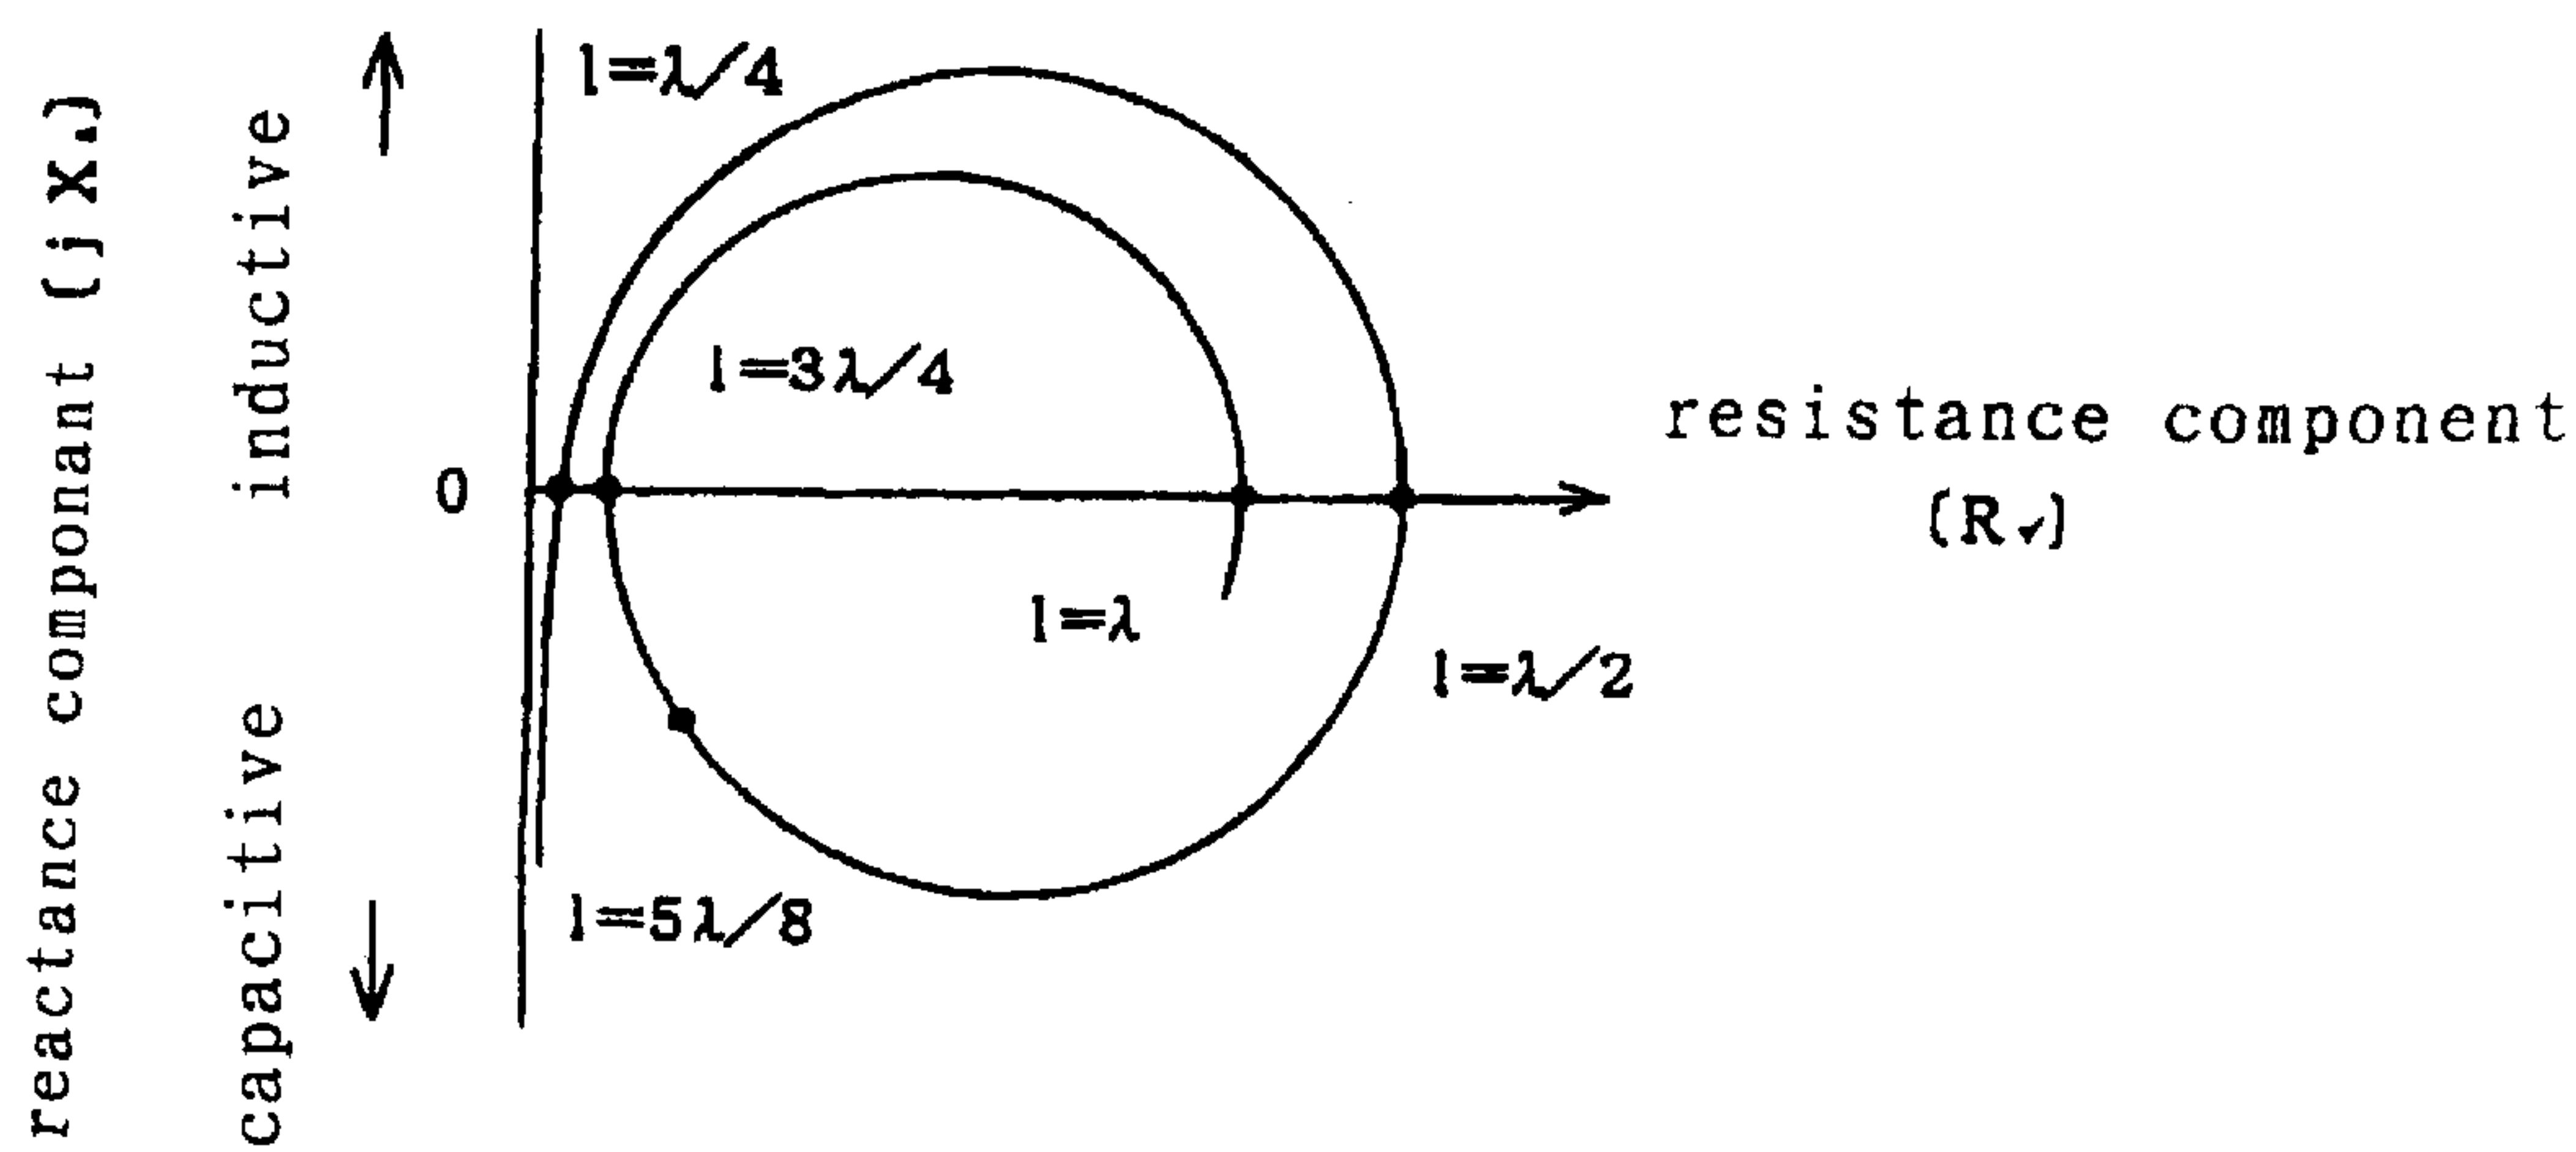 reactance componant (jX)
inductive
capacitive
0
l=λ/4
l=3λ/4
l=λ
l=λ/2
l=5λ/8
resistance component
(R)